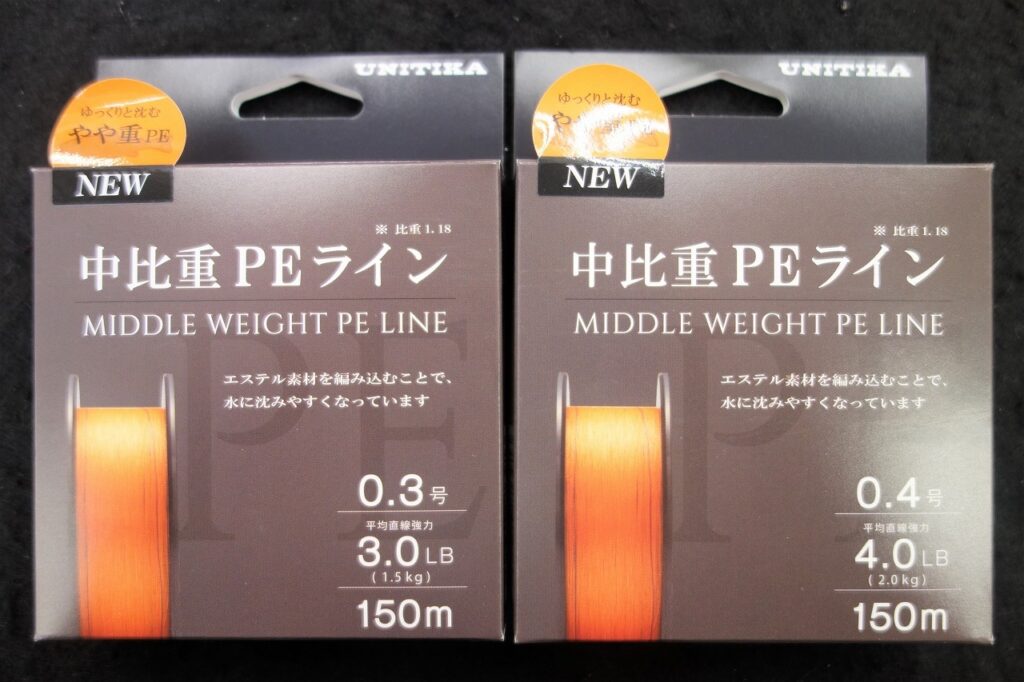 UNITIKA
ゆっくりと沈む
やや重PE
NEW
※ 比重1.18
中比重PEライン
MIDDLE WEIGHT PE LINE
エステル素材を編み込むことで、
水に沈みやすくなっています
PE
0.3号
平均直線強力
3.0LB
(1.5kg)
150m
UNITIKA
ゆっくりと沈む
やや
NEW
※ 比重1.18
中比重PEライン
MIDDLE WEIGHT PE LINE
エステル素材を編み込むことで、
水に沈みやすくなっています
PE
0.4号
平均直線強力
4.0LB
(2.0kg)
150m